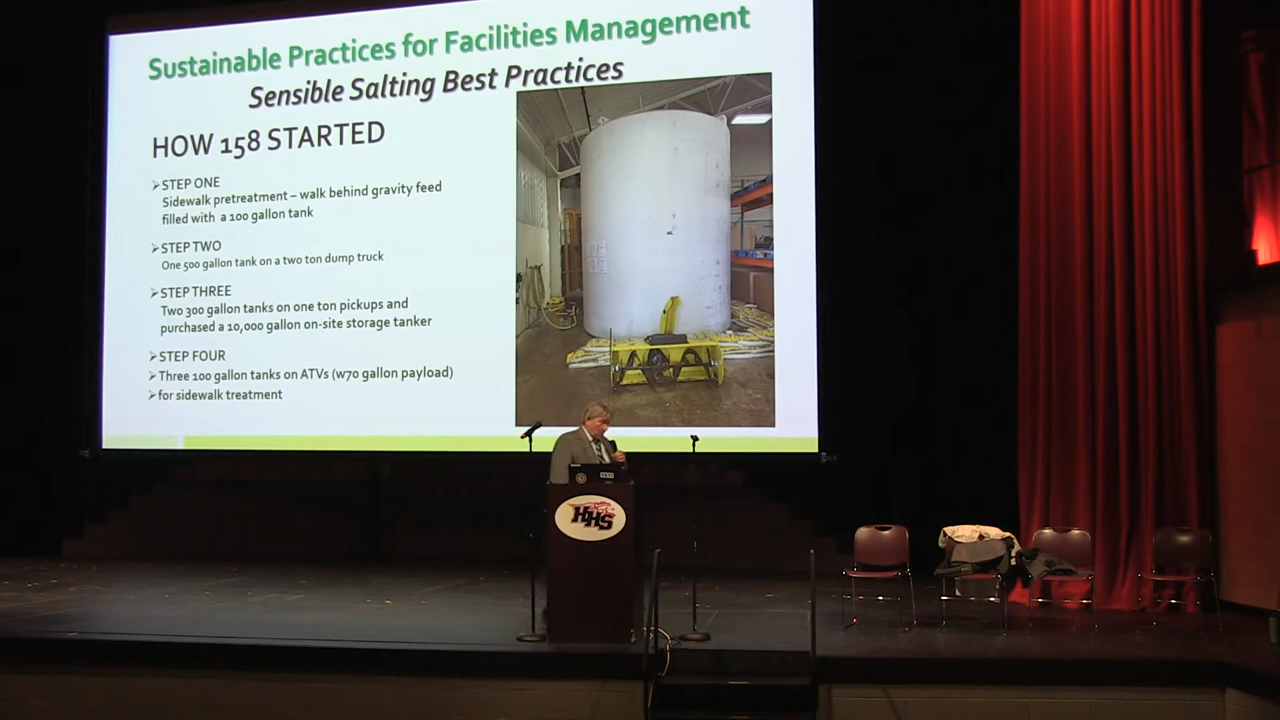 Sustainable Practices for Facilities Management
Sensible Salting Best Practices
HOW 158 STARTED
➢STEP ONE
Sidewalk pretreatment – walk behind gravity feed
filled with a 100 gallon tank
➢STEP TWO
One 500 gallon tank on a two ton dump truck
➢STEP THREE
Two 300 gallon tanks on one ton pickups and
purchased a 10,000 gallon on-site storage tanker
➢STEP FOUR
➢Three 100 gallon tanks on ATVs (w70 gallon payload)
➢for sidewalk treatment
HHS